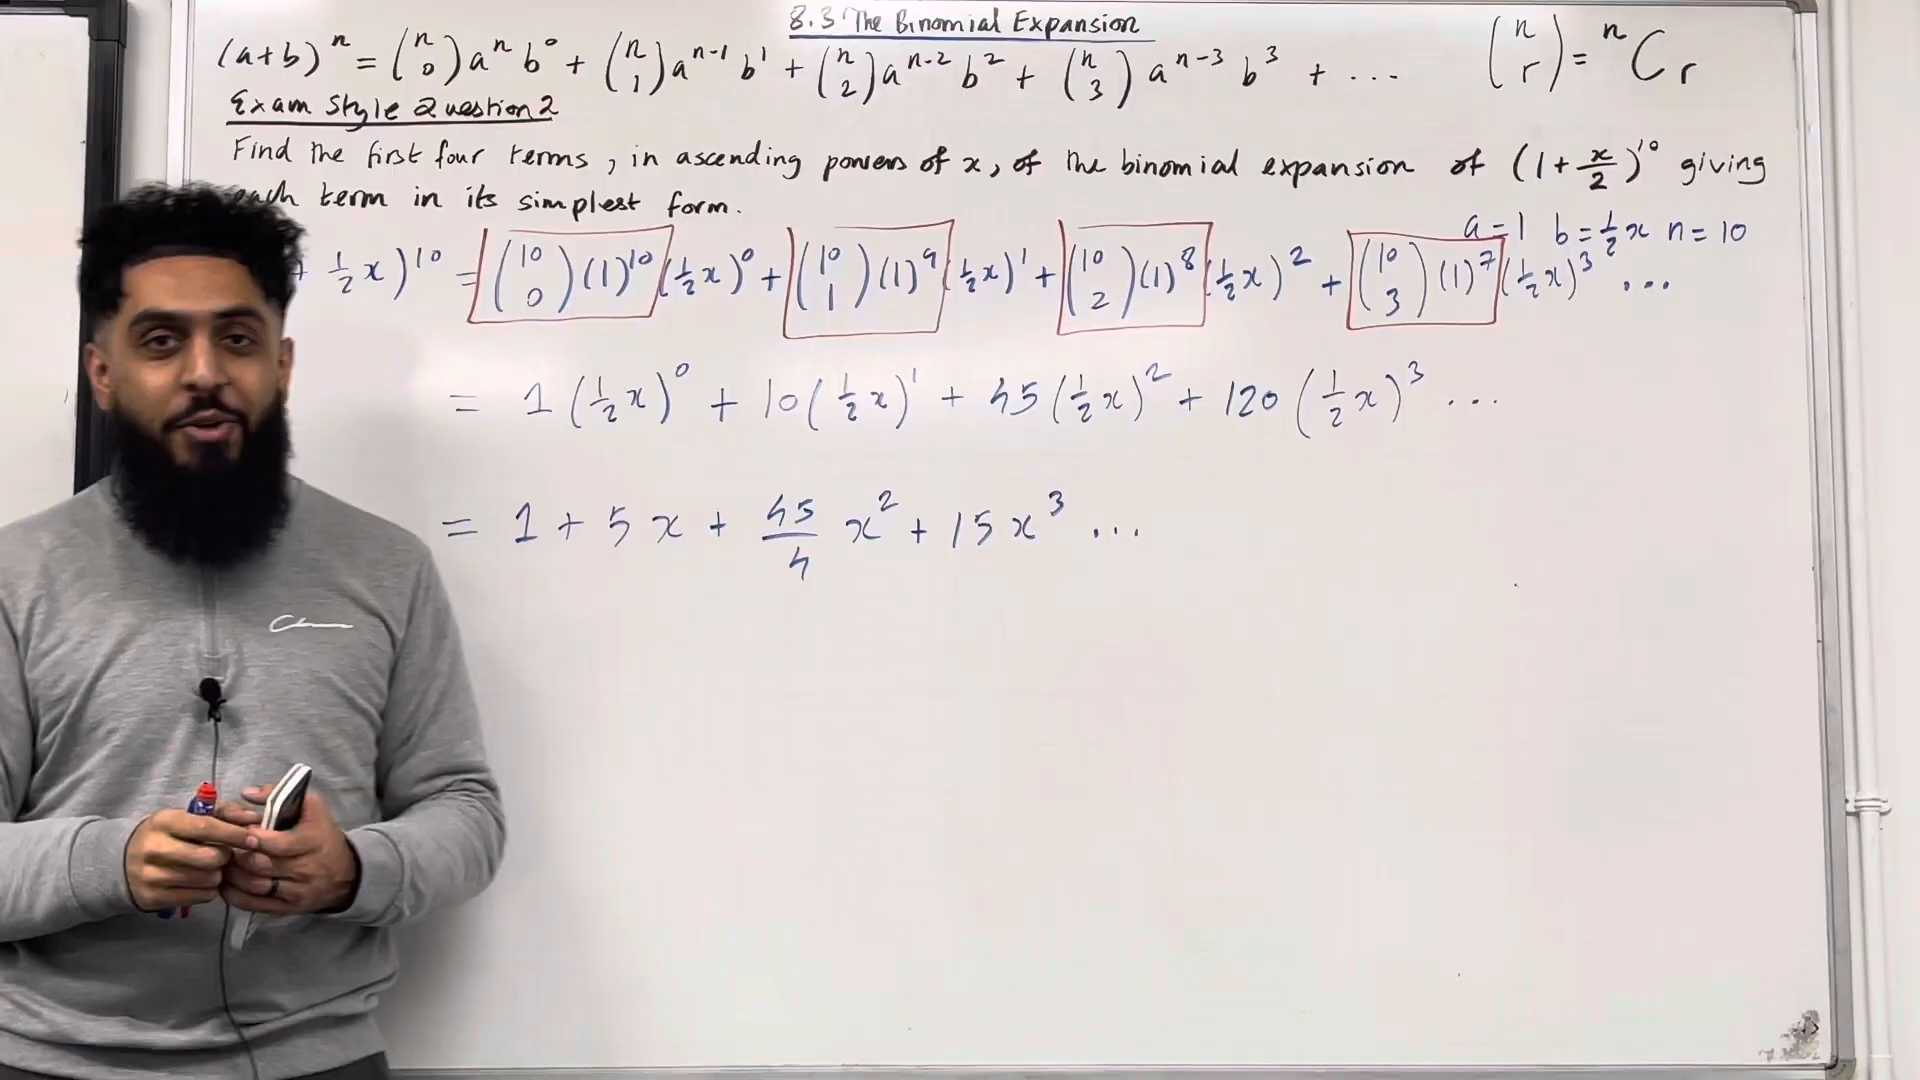 8.3 The Binomial Expansion
(a+b)^n = (n 0) a^n b^0 + (n 1) a^{n-1} b^1 + (n 2) a^{n-2} b^2 + (n 3) a^{n-3} b^3 + ... (n r) = ^nC_r
Exam Style Question 2
Find the first four terms, in ascending powers of x, of the binomial expansion of (1+x/2)^10 giving
each term in its simplest form.
a=1 b=½x n=10
+ ½x)^10 = (10 0)(1)^10(½x)^0 + (10 1)(1)^9(½x)^1 + (10 2)(1)^8(½x)^2 + (10 3)(1)^7(½x)^3 ...
= 1(½x)^0 + 10(½x)^1 + 45(½x)^2 + 120(½x)^3 ...
= 1 + 5x + 45/4 x^2 + 15x^3 ...